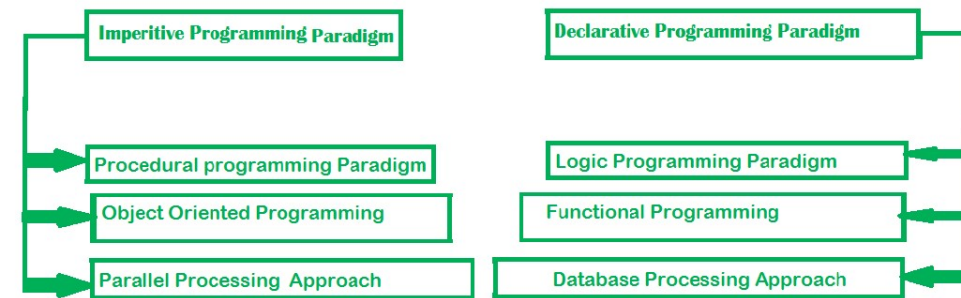 Imperitive Programming Paradigm
Declarative Programming Paradigm
Procedural programming Paradigm
Logic Programming Paradigm
Object Oriented Programming
Functional Programming
Parallel Processing Approach
Database Processing Approach